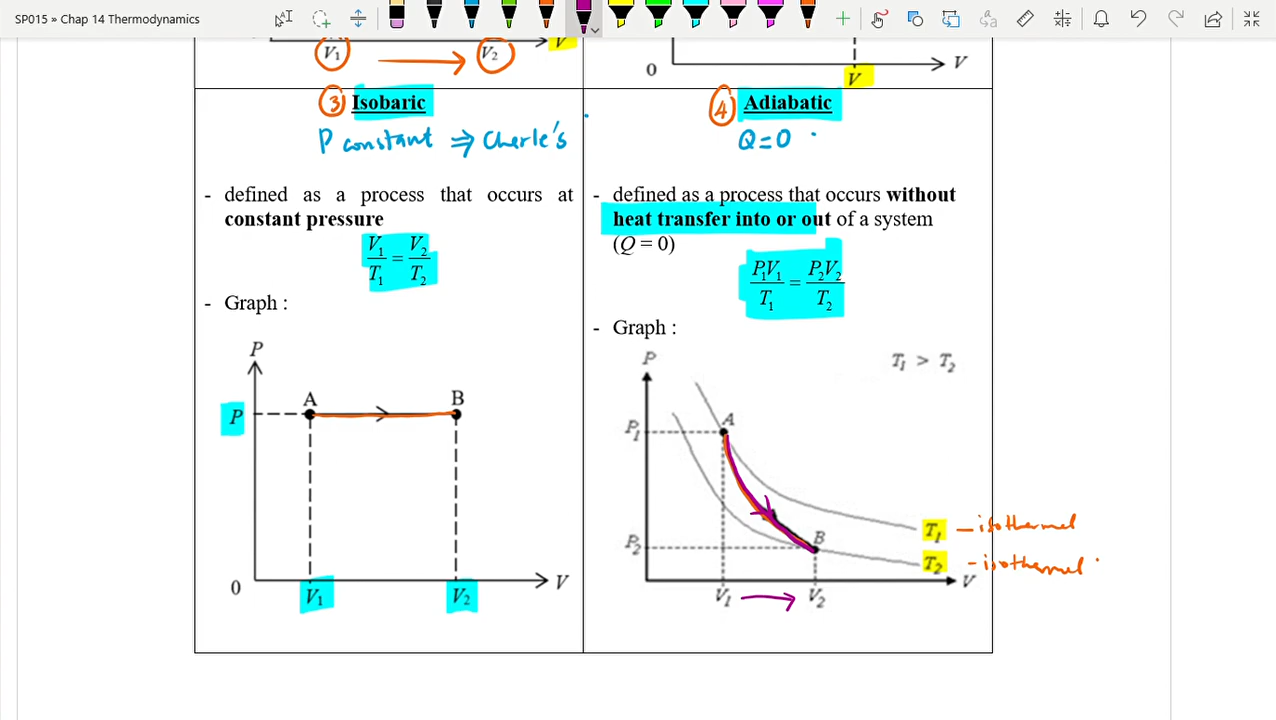 SP015 » Chap 14 Thermodynamics
V₁
V₂
V
0
V
V
③ Isobaric
P constant ⇒ Cherle's
- defined as a process that occurs at
constant pressure
V₁/T₁ = V₂/T₂
- Graph :
P
A
B
P
0
V₁
V₂
V
④ Adiabatic
Q=0
- defined as a process that occurs without
heat transfer into or out of a system
(Q = 0)
P₁V₁/T₁ = P₂V₂/T₂
- Graph :
P
T₁ > T₂
A
P₁
T₁ – isothermal
P₂
B
T₂ – isothermal
V₁
V₂
V